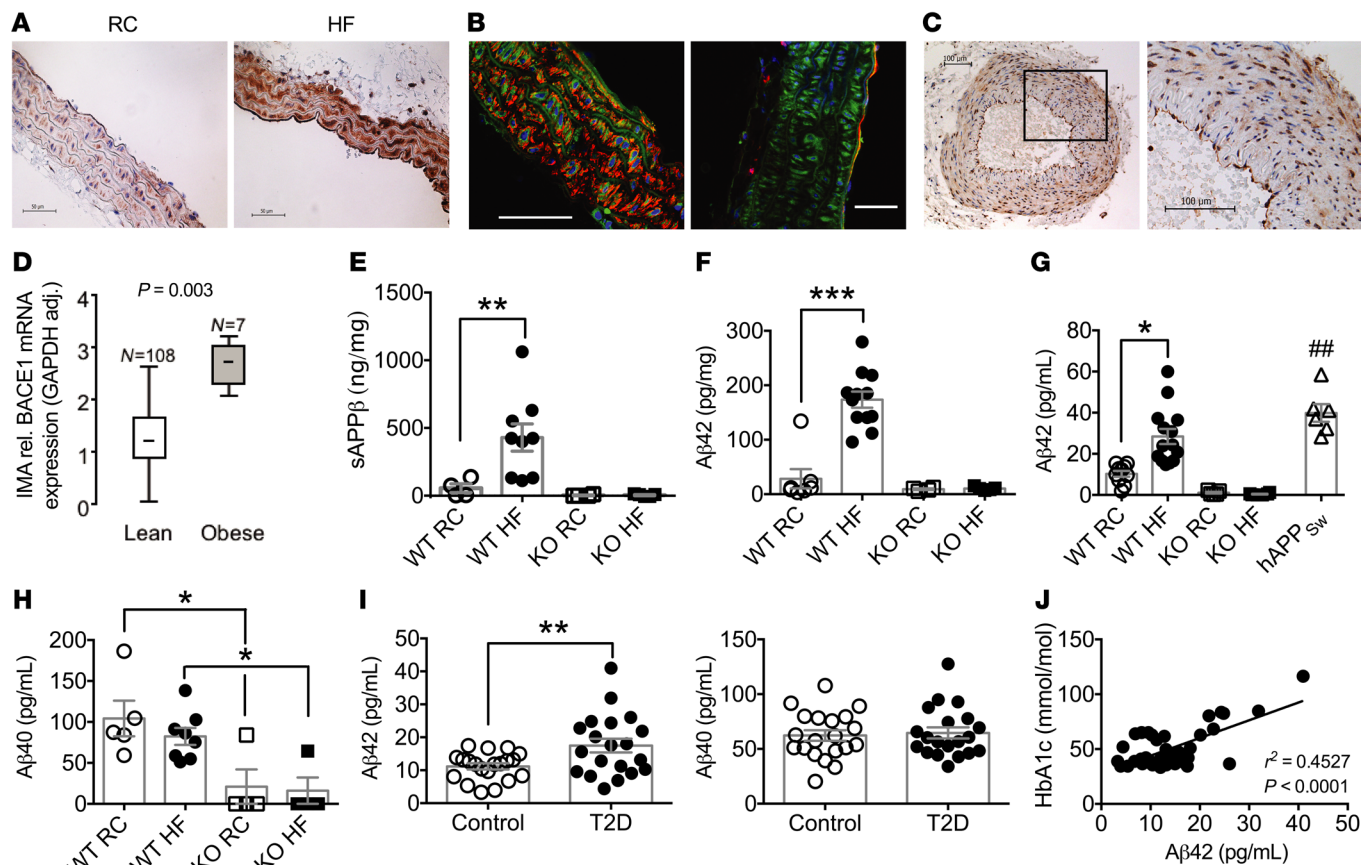 A
RC
HF
B
C
50 µm
50 µm
100 µm
100 µm
D
P = 0.003
IMA rel. BACE1 mRNA
expression (GAPDH adj.)
4
3
2
1
0
N=108
N=7
Lean
Obese
E
sAPPβ (ng/mg)
1500
1000
500
0
**
WT RC
WT HF
KO RC
KO HF
F
Aβ42 (pg/mg)
300
200
100
0
***
WT RC
WT HF
KO RC
KO HF
G
Aβ42 (pg/mL)
80
60
40
20
0
*
##
WT RC
WT HF
KO RC
KO HF
hAPP Sw
H
Aβ40 (pg/mL)
200
150
100
50
0
*
*
WT RC
WT HF
KO RC
KO HF
I
Aβ42 (pg/mL)
50
40
30
20
10
0
**
Control
T2D
Aβ40 (pg/mL)
150
100
50
0
Control
T2D
J
HbA1c (mmol/mol)
150
100
50
0
r² = 0.4527
P < 0.0001
0
10
20
30
40
50
Aβ42 (pg/mL)